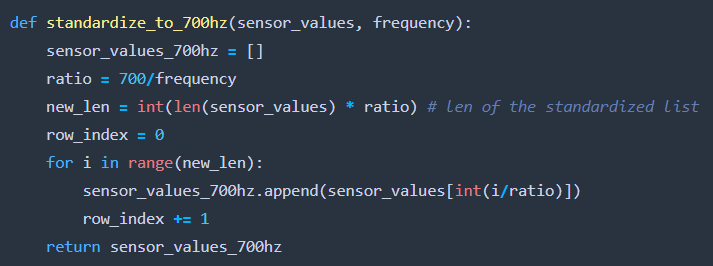 def standardize_to_700hz(sensor_values, frequency):
    sensor_values_700hz = []
    ratio = 700/frequency
    new_len = int(len(sensor_values) * ratio) # len of the standardized list
    row_index = 0
    for i in range(new_len):
        sensor_values_700hz.append(sensor_values[int(i/ratio)])
        row_index += 1
    return sensor_values_700hz